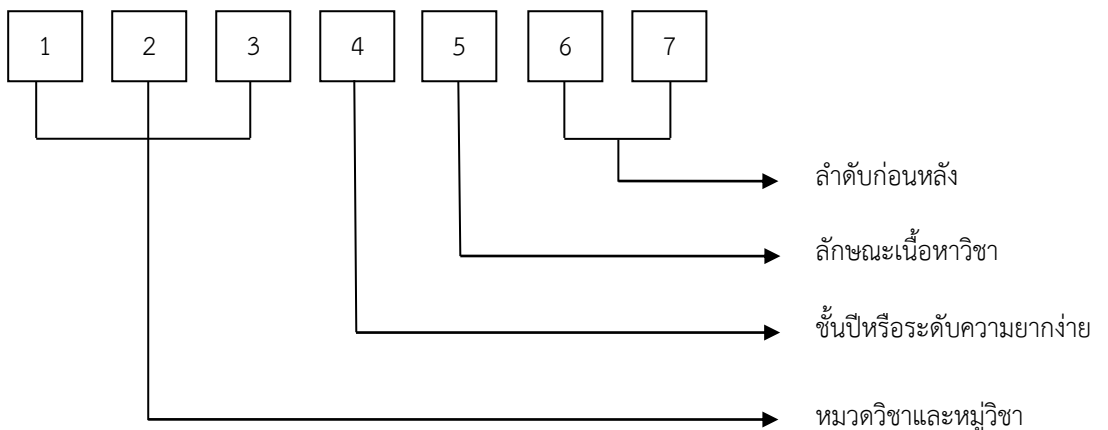 1 2 3 4 5 6 7
ลำดับก่อนหลัง
ลักษณะเนื้อหาวิชา
ชั้นปีหรือระดับความยากง่าย
หมวดวิชาและหมู่วิชา